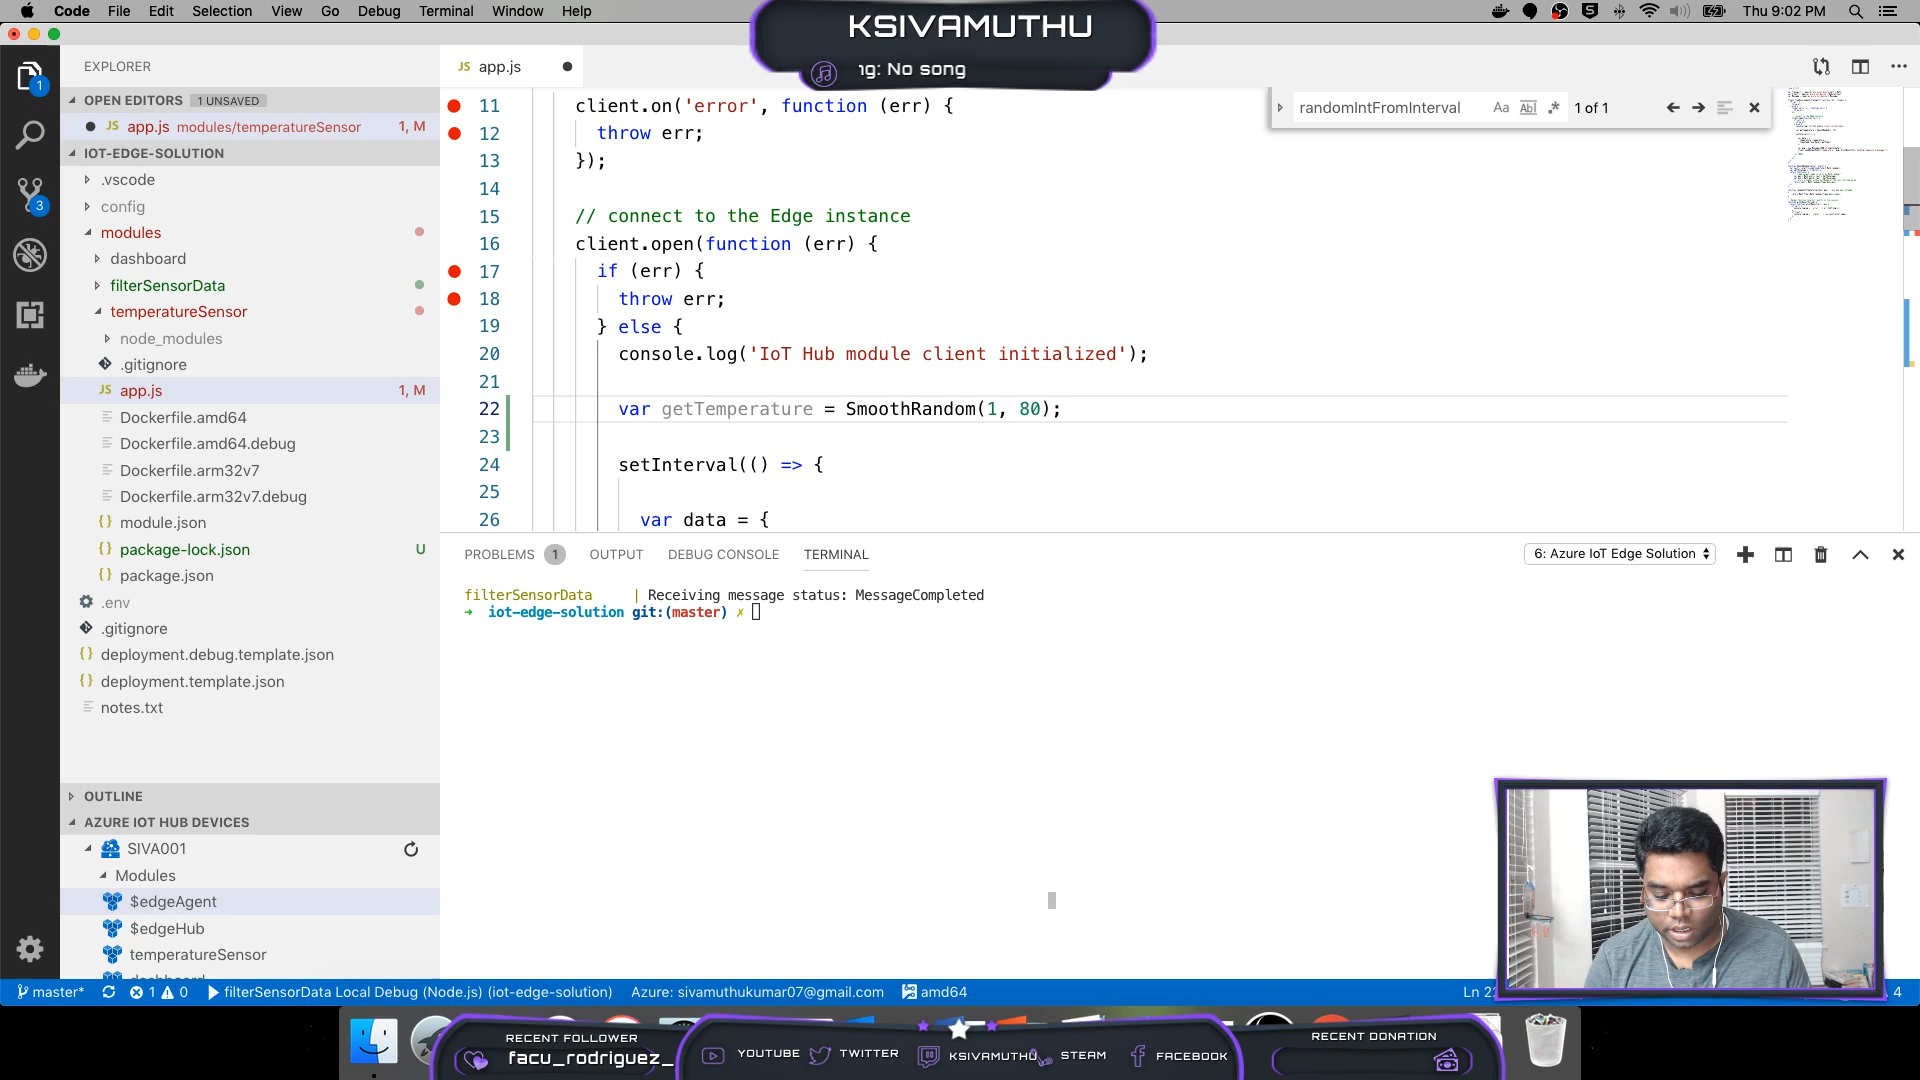 Code File Edit Selection View Go Debug Terminal Window Help
Thu 9:02 PM
KSIVAMUTHU
ng: No song
EXPLORER
OPEN EDITORS 1 UNSAVED
JS app.js modules/temperatureSensor 1, M
IOT-EDGE-SOLUTION
.vscode
config
modules
dashboard
filterSensorData
temperatureSensor
node_modules
.gitignore
JS app.js 1, M
Dockerfile.amd64
Dockerfile.amd64.debug
Dockerfile.arm32v7
Dockerfile.arm32v7.debug
{} module.json
{} package-lock.json U
{} package.json
.env
.gitignore
{} deployment.debug.template.json
{} deployment.template.json
notes.txt
OUTLINE
AZURE IOT HUB DEVICES
SIVA001
Modules
$edgeAgent
$edgeHub
temperatureSensor
dashboard
1
3
JS app.js
randomIntFromInterval Aa Abl .* 1 of 1
11 client.on('error', function (err) {
12 throw err;
13 });
14
15 // connect to the Edge instance
16 client.open(function (err) {
17 if (err) {
18 throw err;
19 } else {
20 console.log('IoT Hub module client initialized');
21
22 var getTemperature = SmoothRandom(1, 80);
23
24 setInterval(() => {
25
26 var data = {
PROBLEMS 1 OUTPUT DEBUG CONSOLE TERMINAL
6: Azure IoT Edge Solution
filterSensorData | Receiving message status: MessageCompleted
➜ iot-edge-solution git:(master) ✗
master* 1 0 filterSensorData Local Debug (Node.js) (iot-edge-solution) Azure: sivamuthukumar07@gmail.com amd64
Ln 22
4
RECENT FOLLOWER
facu_rodriguez_
YOUTUBE TWITTER KSIVAMUTHU STEAM FACEBOOK
RECENT DONATION